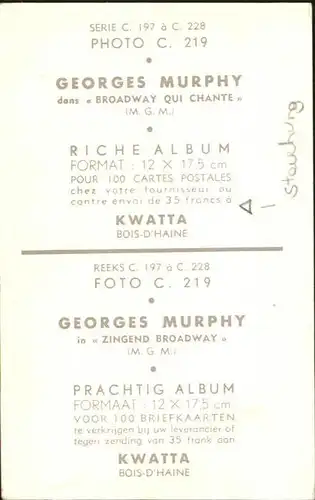 SERIE C. 197 à C. 228
PHOTO C. 219
GEORGES MURPHY
dans « BROADWAY QUI CHANTE »
(M. G. M.)
RICHE ALBUM
FORMAT : 12 X 17,5 cm
POUR 100 CARTES POSTALES
chez votre fournisseur ou
contre envoi de 35 francs à
KWATTA
BOIS-D'HAINE
REEKS C. 197 à C. 228
FOTO C. 219
GEORGES MURPHY
in « ZINGEND BROADWAY »
(M. G. M.)
PRACHTIG ALBUM
FORMAAT : 12 X 17,5 cm
VOOR 100 BRIEFKAARTEN
te verkrijgen bij uw leverancier of
tegen zending van 35 frank aan
KWATTA
BOIS-D'HAINE